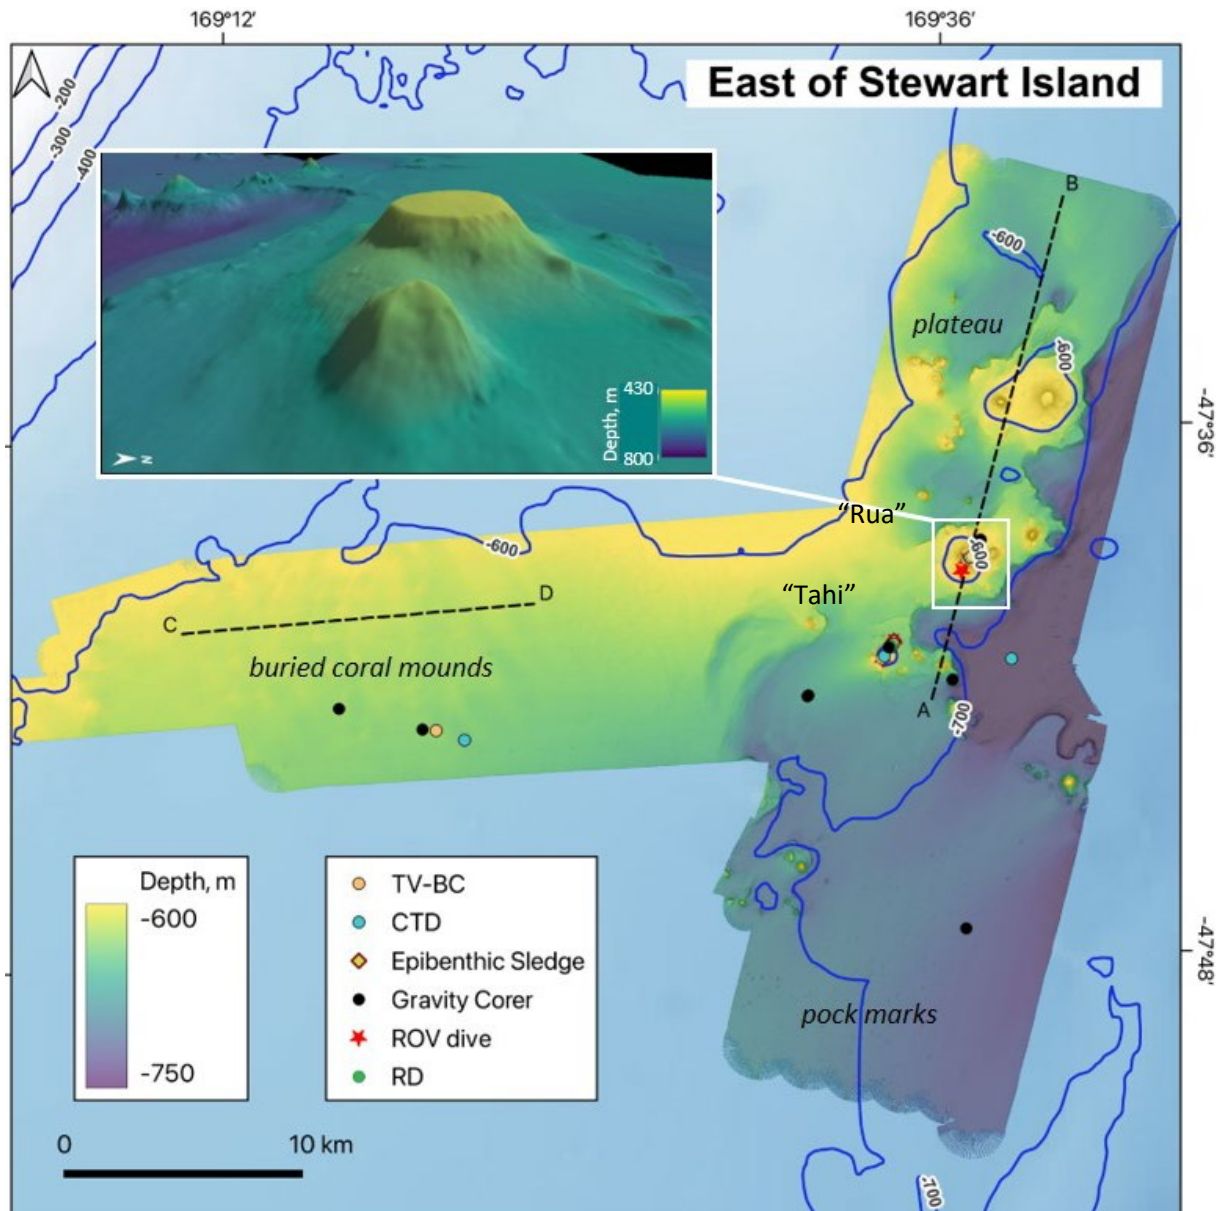 169°12′
169°36′
East of Stewart Island
-200
-300
-400
B
-600
plateau
-600
430
Depth, m
800
N
-47°36′
“Rua”
-600
-600
“Tahi”
C
D
buried coral mounds
A
-700
Depth, m
-600
-750
TV-BC
CTD
Epibenthic Sledge
Gravity Corer
ROV dive
RD
-47°48′
pock marks
0
10 km
-700